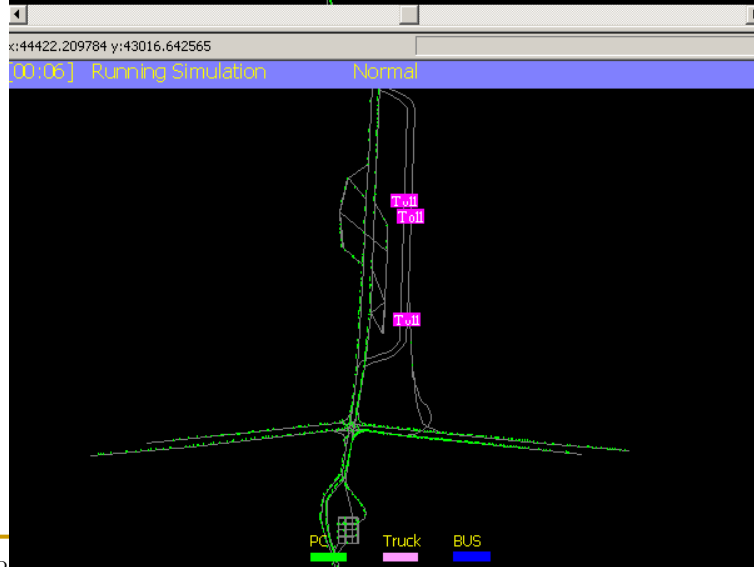 x:44422.209784 y:43016.642565
[00:06] Running Simulation Normal
Toll
Toll
Toll
PC Truck BUS